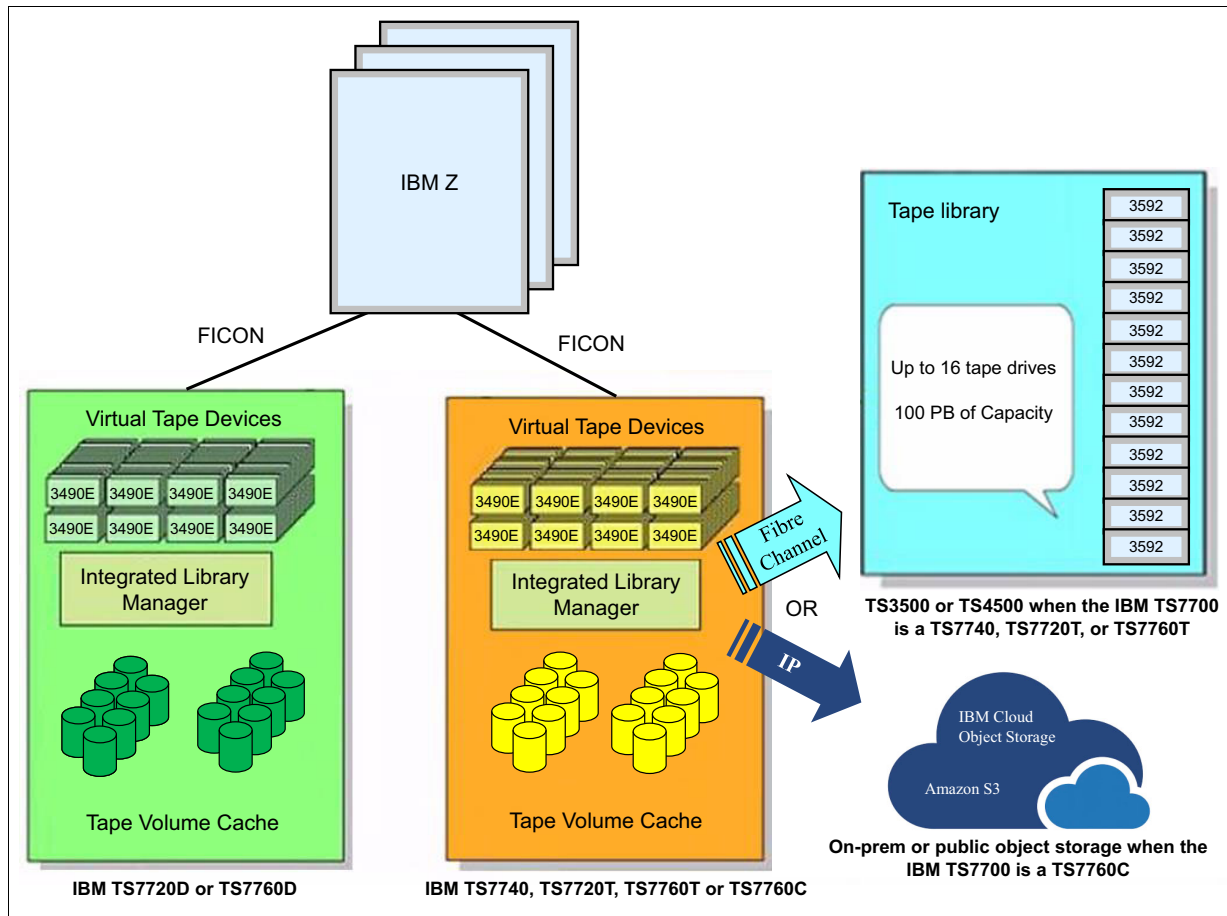 IBM Z
FICON
FICON
Virtual Tape Devices
3490E 3490E 3490E 3490E
3490E 3490E 3490E 3490E
Integrated Library
Manager
Tape Volume Cache
IBM TS7720D or TS7760D
Virtual Tape Devices
3490E 3490E 3490E 3490E
3490E 3490E 3490E 3490E
Integrated Library
Manager
Tape Volume Cache
IBM TS7740, TS7720T, TS7760T or TS7760C
Fibre
Channel
OR
IP
Tape library
3592
3592
3592
3592
3592
3592
3592
3592
3592
3592
3592
3592
Up to 16 tape drives
100 PB of Capacity
TS3500 or TS4500 when the IBM TS7700
is a TS7740, TS7720T, or TS7760T
IBM Cloud
Object Storage
Amazon S3
On-prem or public object storage when the
IBM TS7700 is a TS7760C